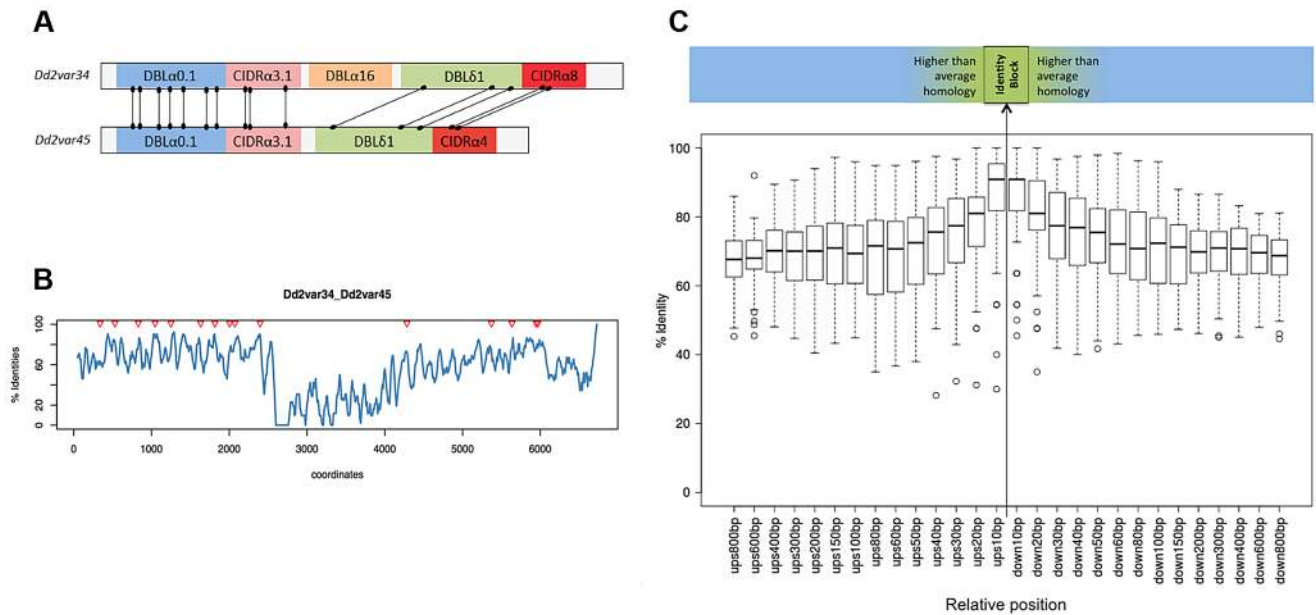 A
Dd2var34
DBLα0.1
CIDRα3.1
DBLα16
DBLδ1
CIDRα8
Dd2var45
DBLα0.1
CIDRα3.1
DBLδ1
CIDRα4
B
Dd2var34_Dd2var45
% Identities
100
60
20
0
0
1000
2000
3000
4000
5000
6000
coordinates
C
Higher than
average
homology
Identity
Block
Higher than
average
homology
% Identity
100
80
60
40
20
0
ups800bp
ups600bp
ups400bp
ups300bp
ups200bp
ups150bp
ups100bp
ups80bp
ups60bp
ups50bp
ups40bp
ups30bp
ups20bp
ups10bp
down10bp
down20bp
down30bp
down40bp
down50bp
down60bp
down80bp
down100bp
down150bp
down200bp
down300bp
down400bp
down600bp
down800bp
Relative position